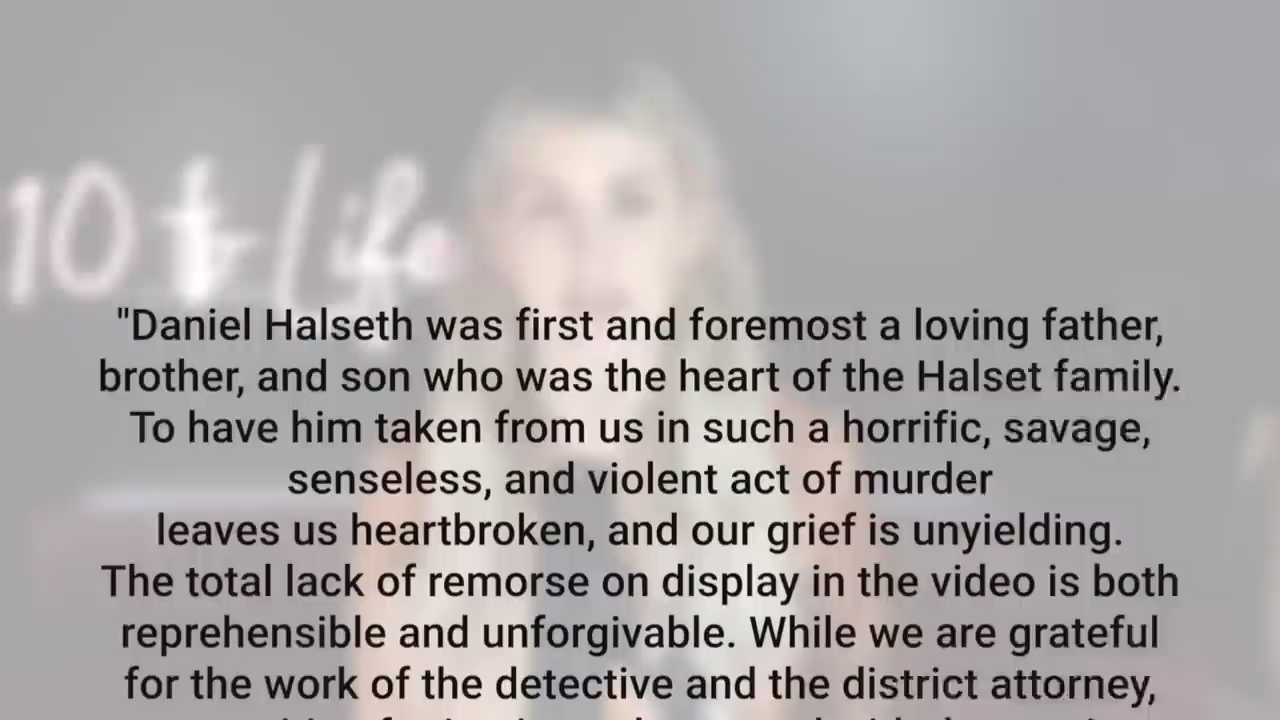 10 to life
"Daniel Halseth was first and foremost a loving father,
brother, and son who was the heart of the Halset family.
To have him taken from us in such a horrific, savage,
senseless, and violent act of murder
leaves us heartbroken, and our grief is unyielding.
The total lack of remorse on display in the video is both
reprehensible and unforgivable. While we are grateful
for the work of the detective and the district attorney,